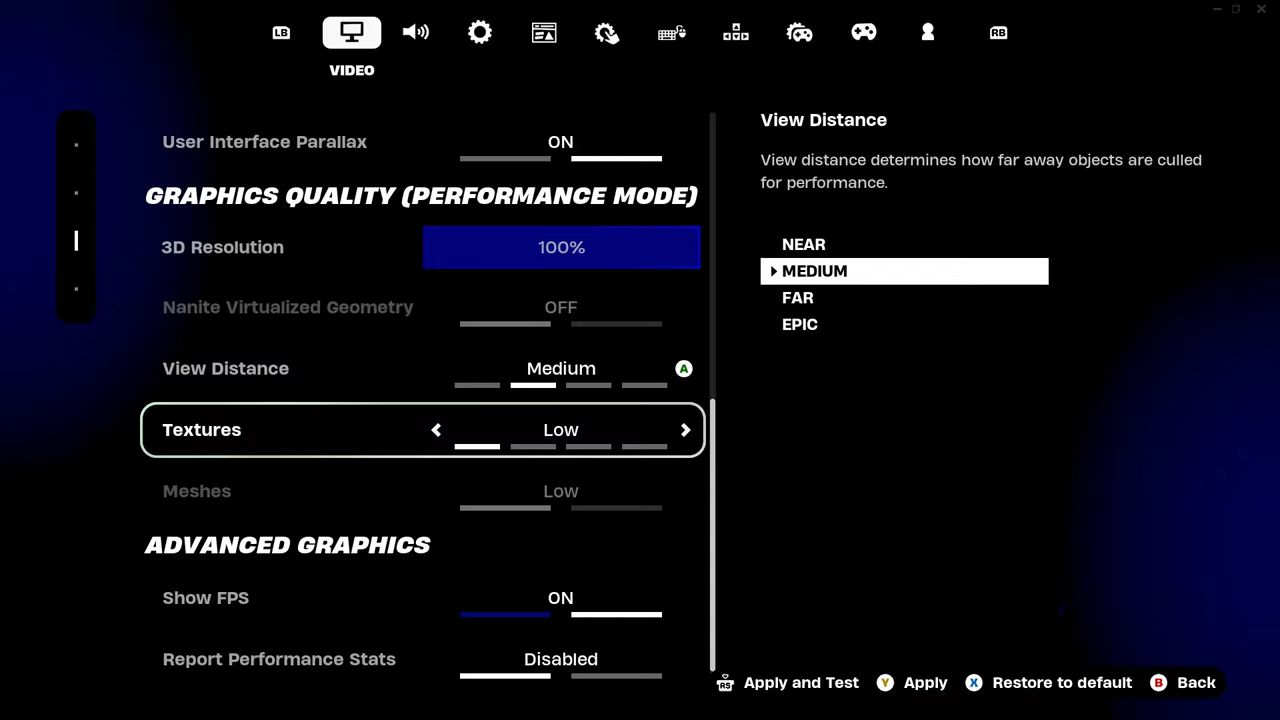 LB
RB
VIDEO
User Interface Parallax ON
GRAPHICS QUALITY (PERFORMANCE MODE)
3D Resolution 100%
Nanite Virtualized Geometry OFF
View Distance Medium A
Textures Low
Meshes Low
ADVANCED GRAPHICS
Show FPS ON
Report Performance Stats Disabled
View Distance
View distance determines how far away objects are culled
for performance.
NEAR
MEDIUM
FAR
EPIC
RS Apply and Test Y Apply X Restore to default B Back